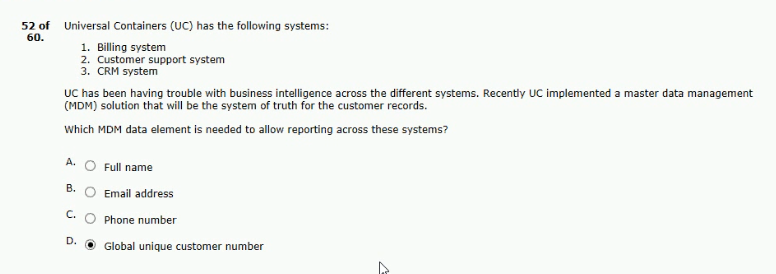 52 of Universal Containers (UC) has the following systems:
60.
1. Billing system
2. Customer support system
3. CRM system
UC has been having trouble with business intelligence across the different systems. Recently UC implemented a master data management
(MDM) solution that will be the system of truth for the customer records.
Which MDM data element is needed to allow reporting across these systems?
A. Full name
B. Email address
C. Phone number
D. Global unique customer number